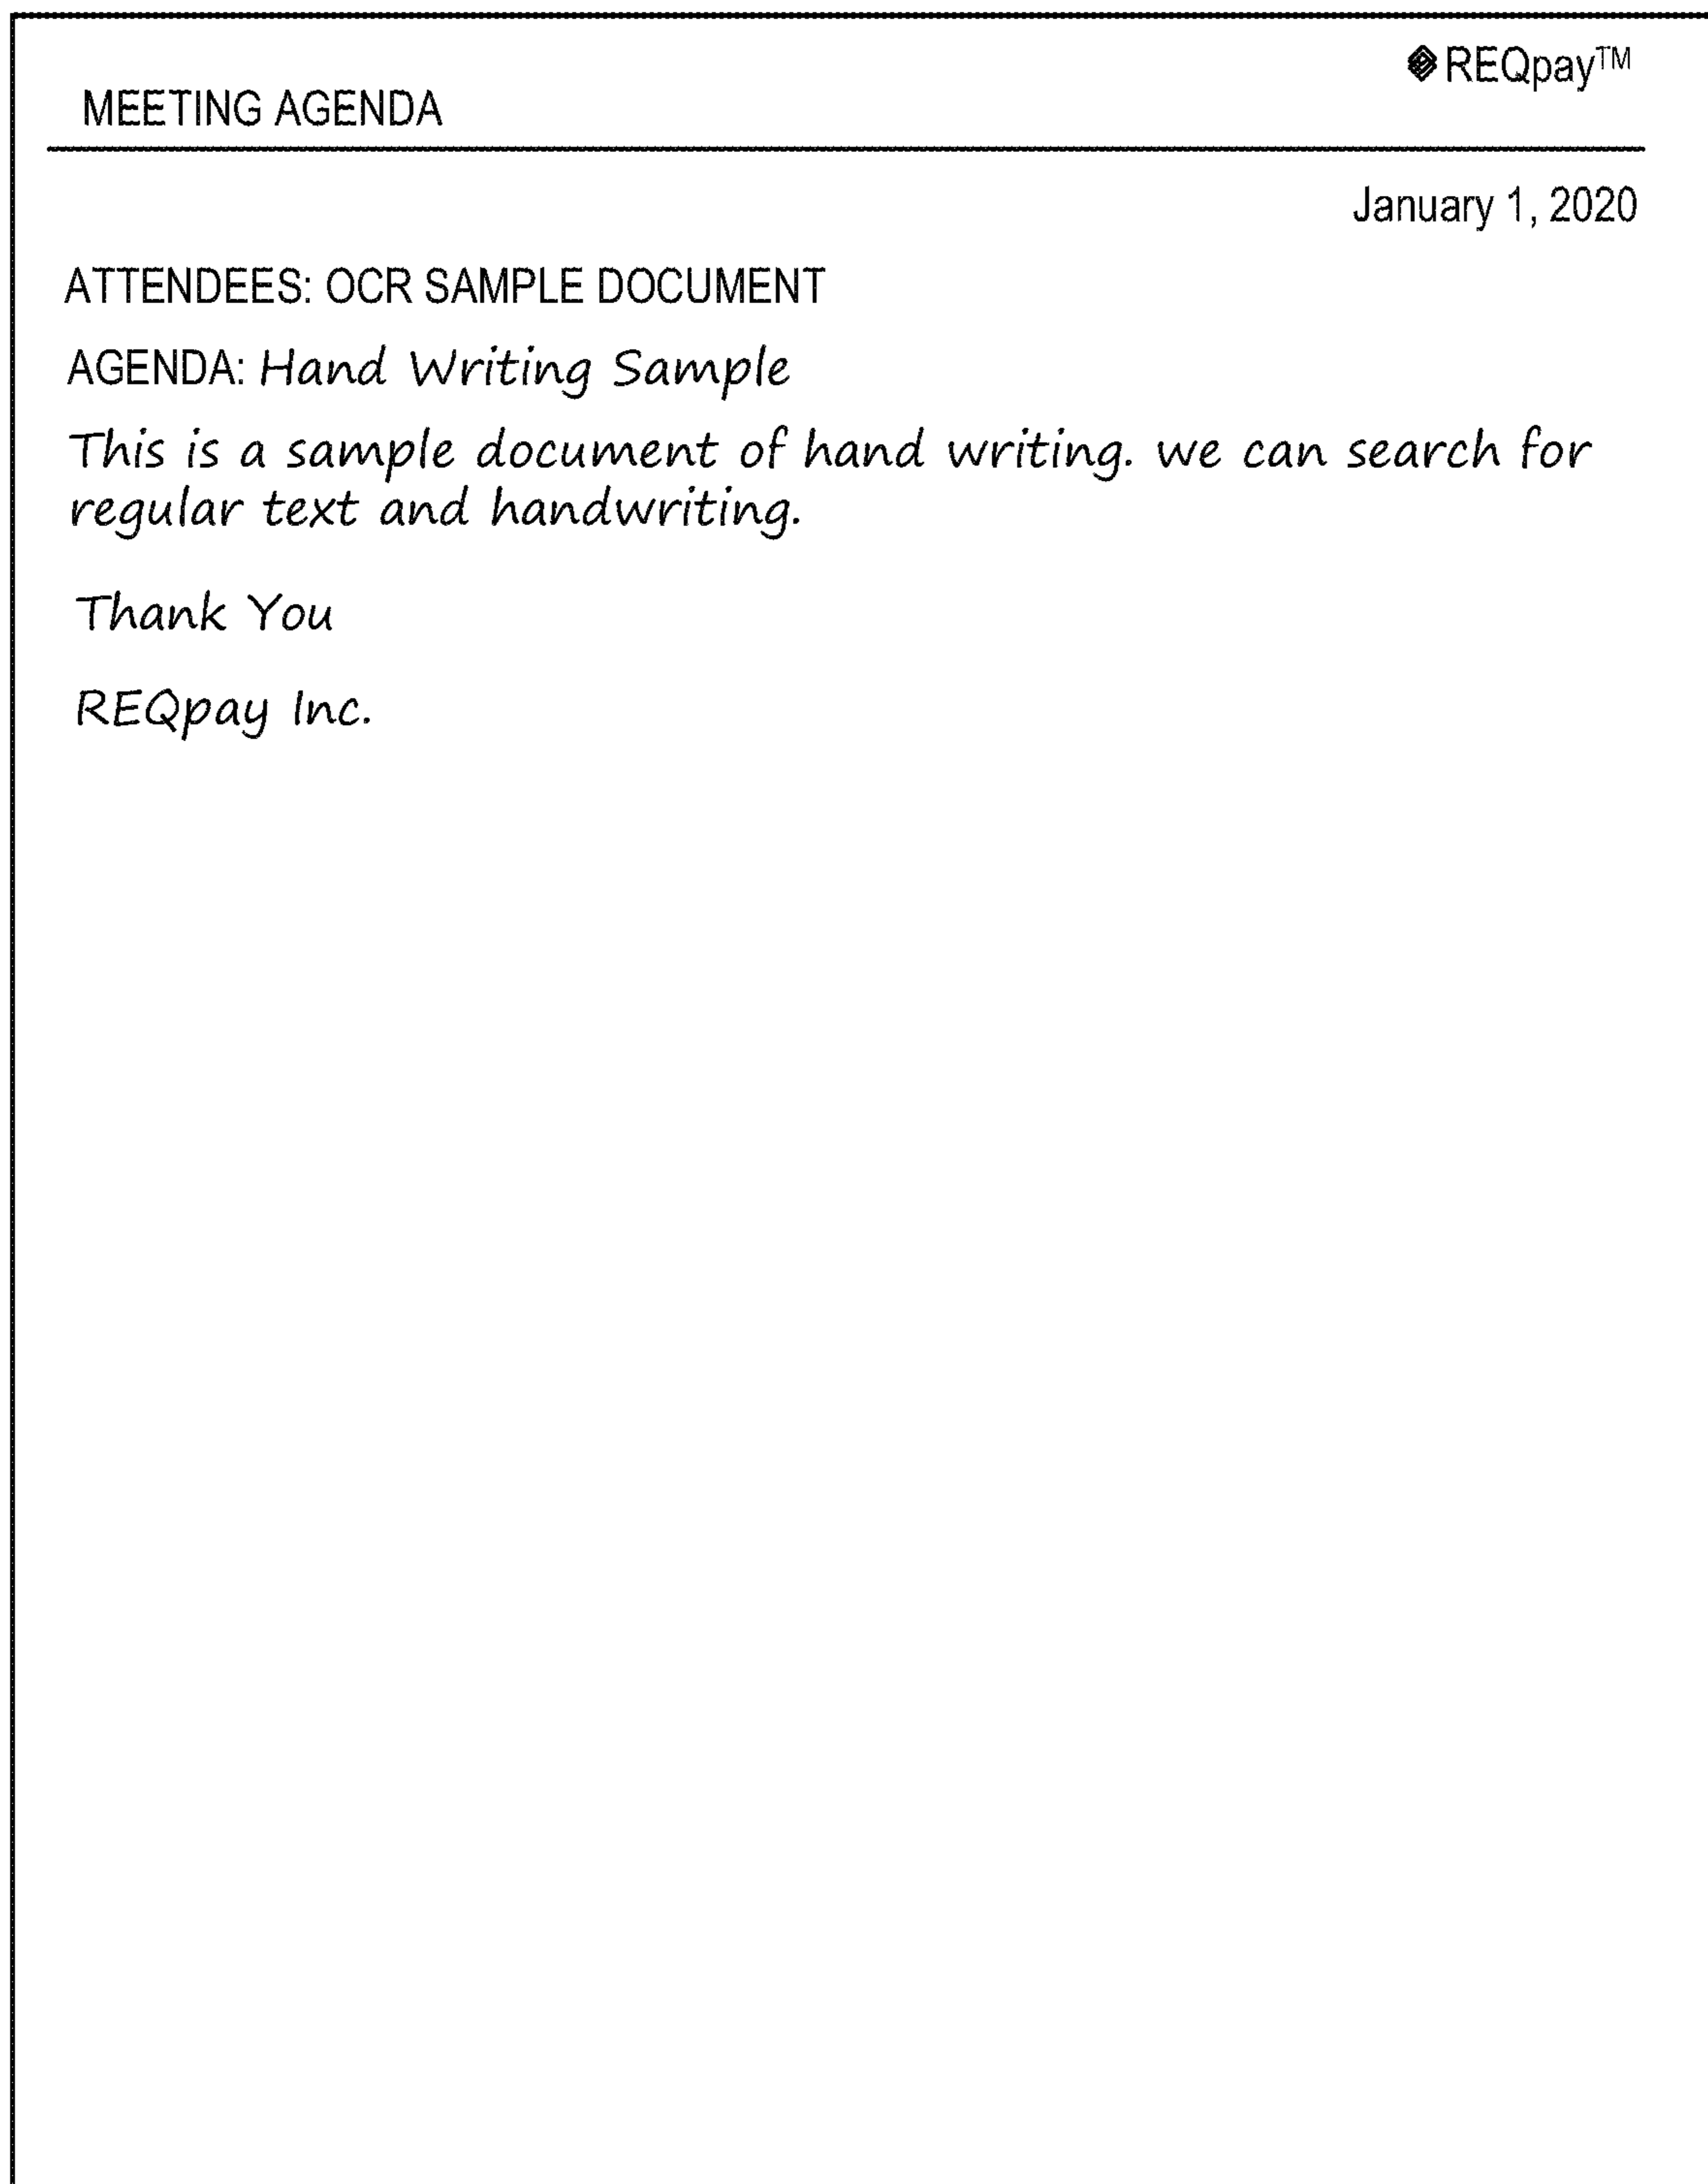 REQpay™
MEETING AGENDA
January 1, 2020
ATTENDEES: OCR SAMPLE DOCUMENT
AGENDA: Hand Writing Sample
This is a sample document of hand writing. we can search for
regular text and handwriting.
Thank You
REQpay Inc.